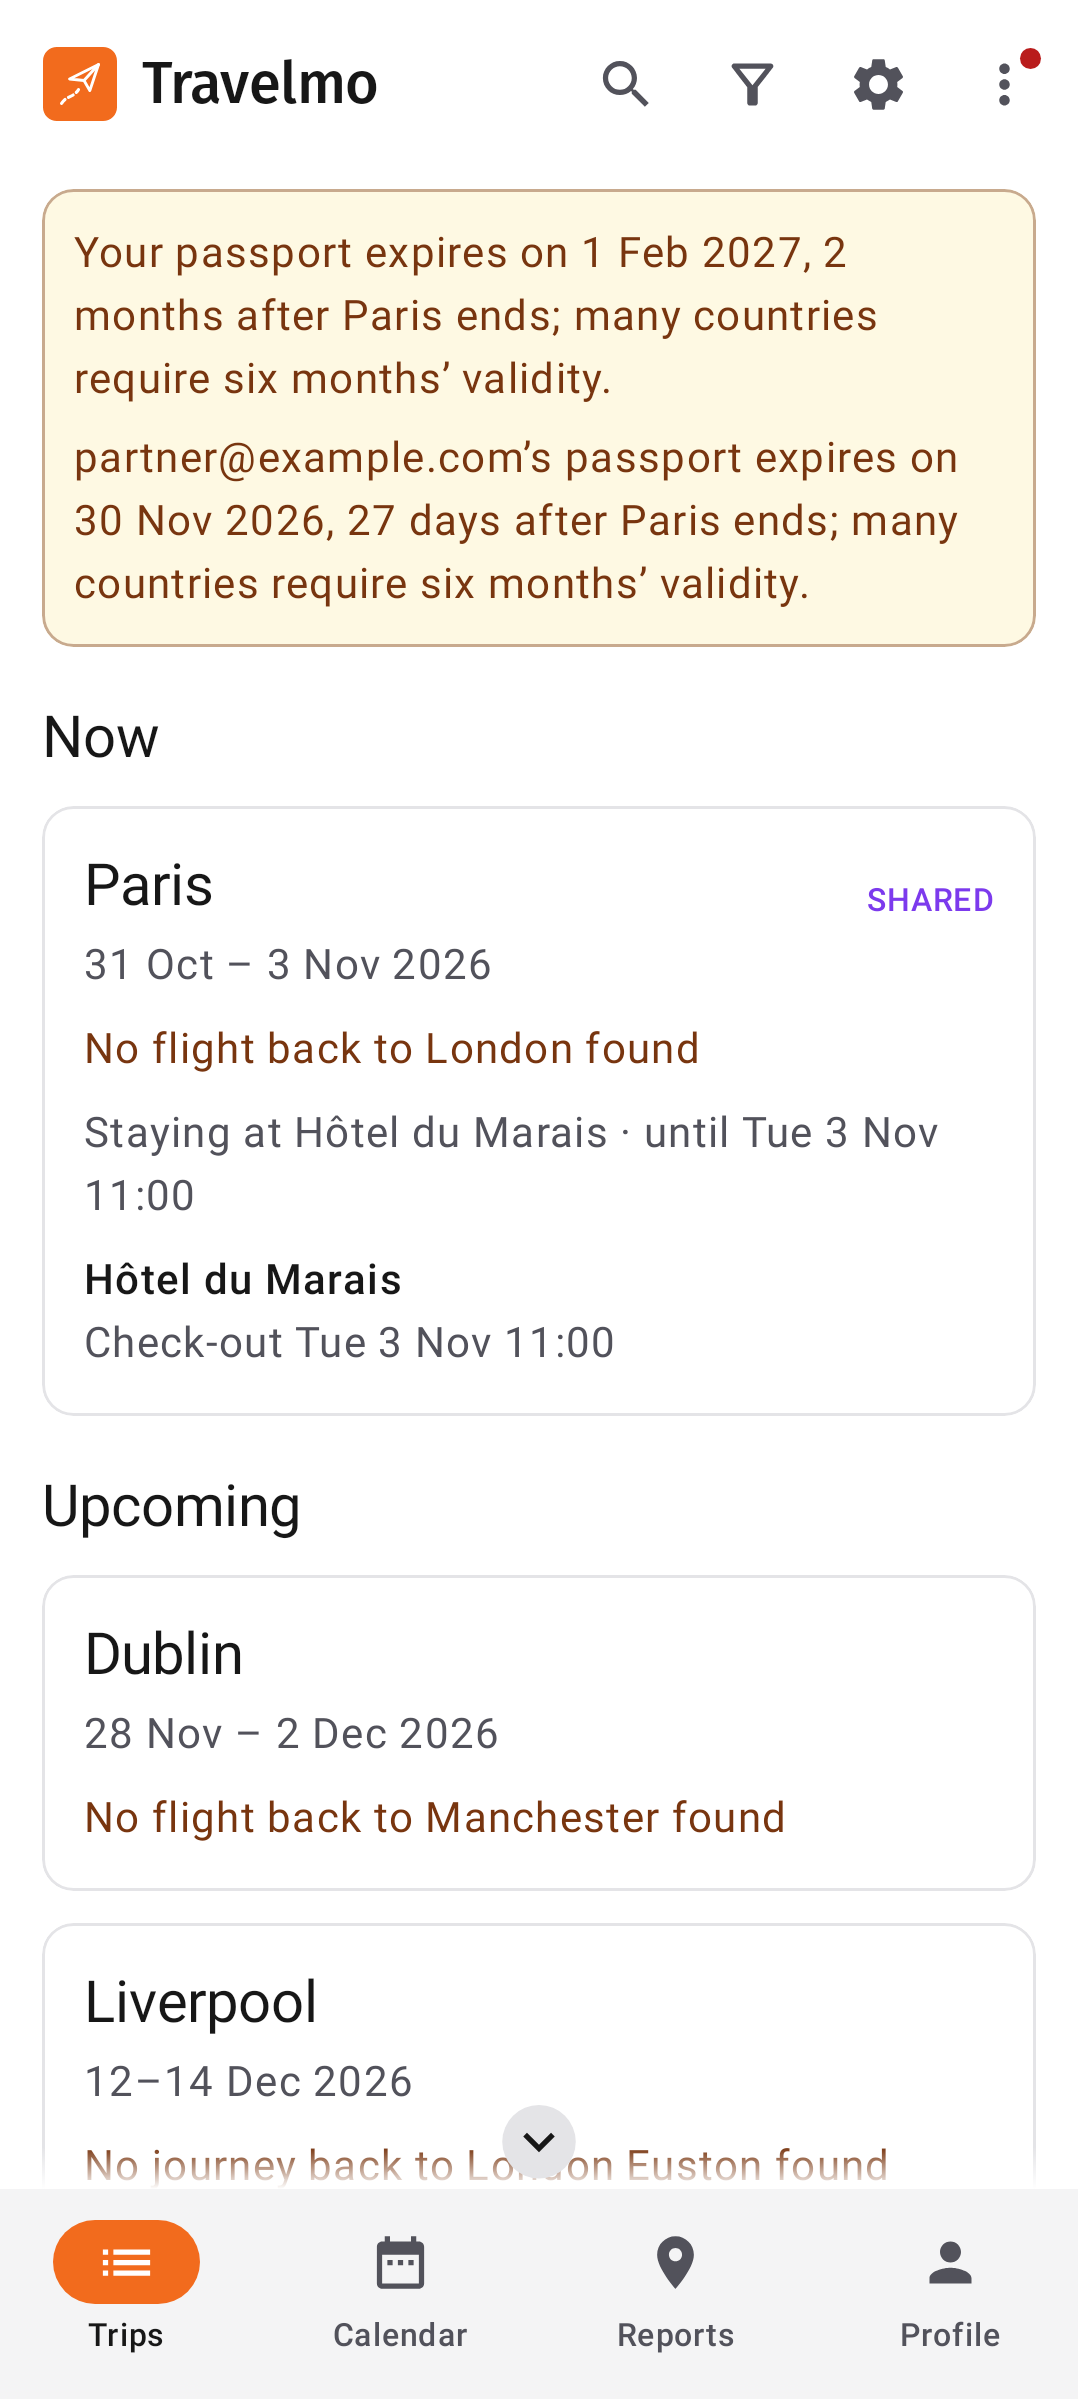 Travelmo
Your passport expires on 1 Feb 2027, 2
months after Paris ends; many countries
require six months’ validity.
partner@example.com’s passport expires on
30 Nov 2026, 27 days after Paris ends; many
countries require six months’ validity.
Now
Paris
SHARED
31 Oct – 3 Nov 2026
No flight back to London found
Staying at Hôtel du Marais · until Tue 3 Nov
11:00
Hôtel du Marais
Check-out Tue 3 Nov 11:00
Upcoming
Dublin
28 Nov – 2 Dec 2026
No flight back to Manchester found
Liverpool
12–14 Dec 2026
No journey back to London Euston found
Trips
Calendar
Reports
Profile